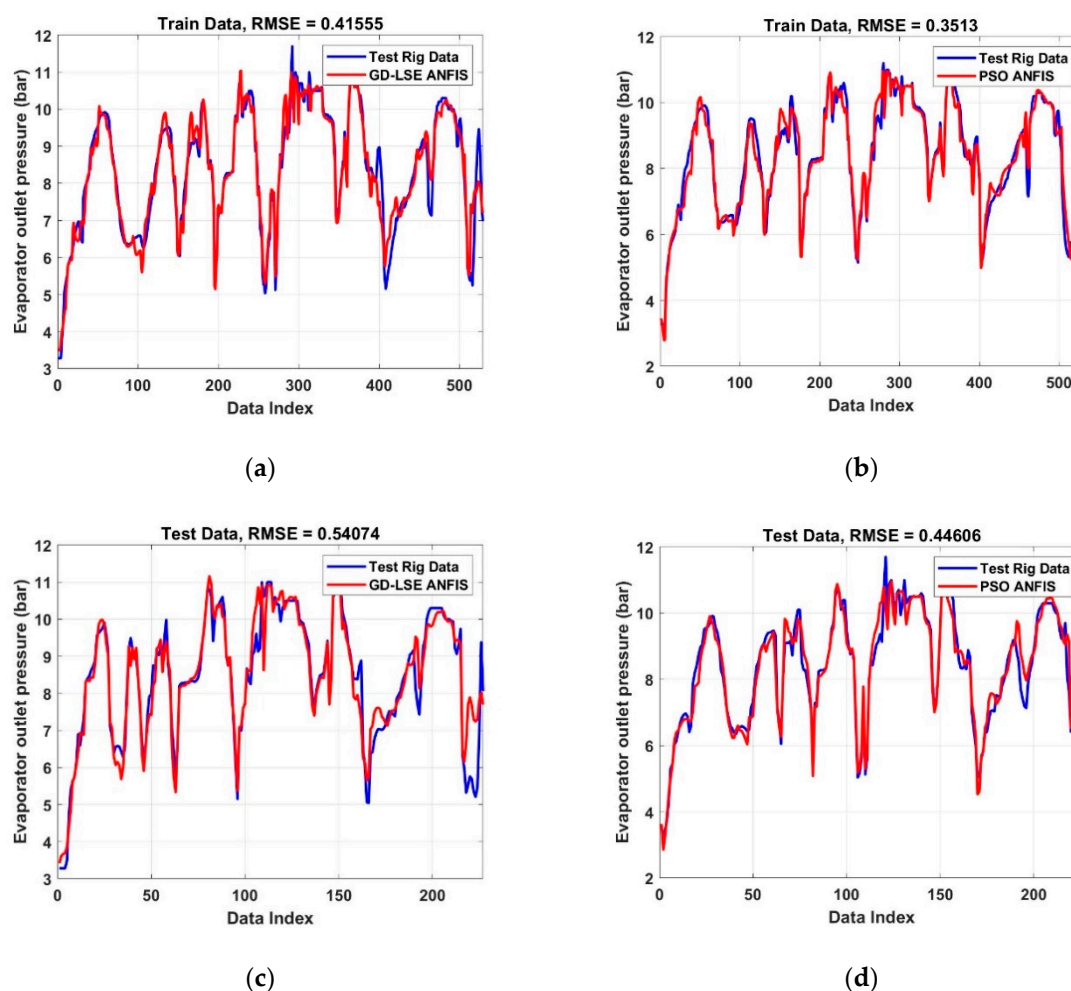 Train Data, RMSE = 0.41555
Evaporator outlet pressure (bar)
12
11
10
9
8
7
6
5
4
3
0 100 200 300 400 500
Data Index
Test Rig Data
GD-LSE ANFIS
(a)
Train Data, RMSE = 0.3513
Evaporator outlet pressure (bar)
12
10
8
6
4
2
0 100 200 300 400 500
Data Index
Test Rig Data
PSO ANFIS
(b)
Test Data, RMSE = 0.54074
Evaporator outlet pressure (bar)
12
11
10
9
8
7
6
5
4
3
0 50 100 150 200
Data Index
Test Rig Data
GD-LSE ANFIS
(c)
Test Data, RMSE = 0.44606
Evaporator outlet pressure (bar)
12
10
8
6
4
2
0 50 100 150 200
Data Index
Test Rig Data
PSO ANFIS
(d)